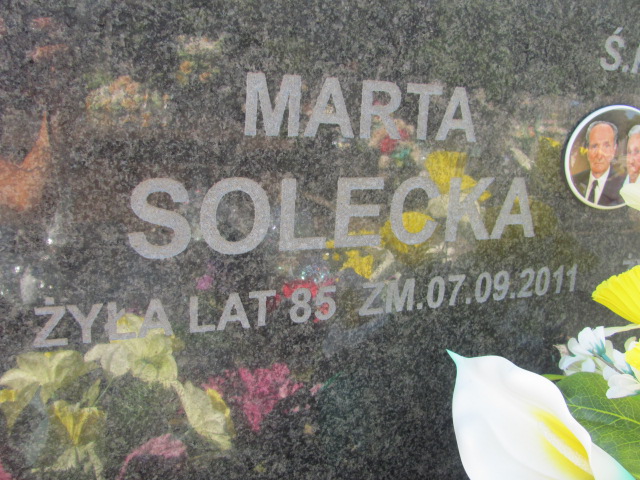 MARTA
SOLECKA
ŻYŁA LAT 85 ZM.07.09.2011